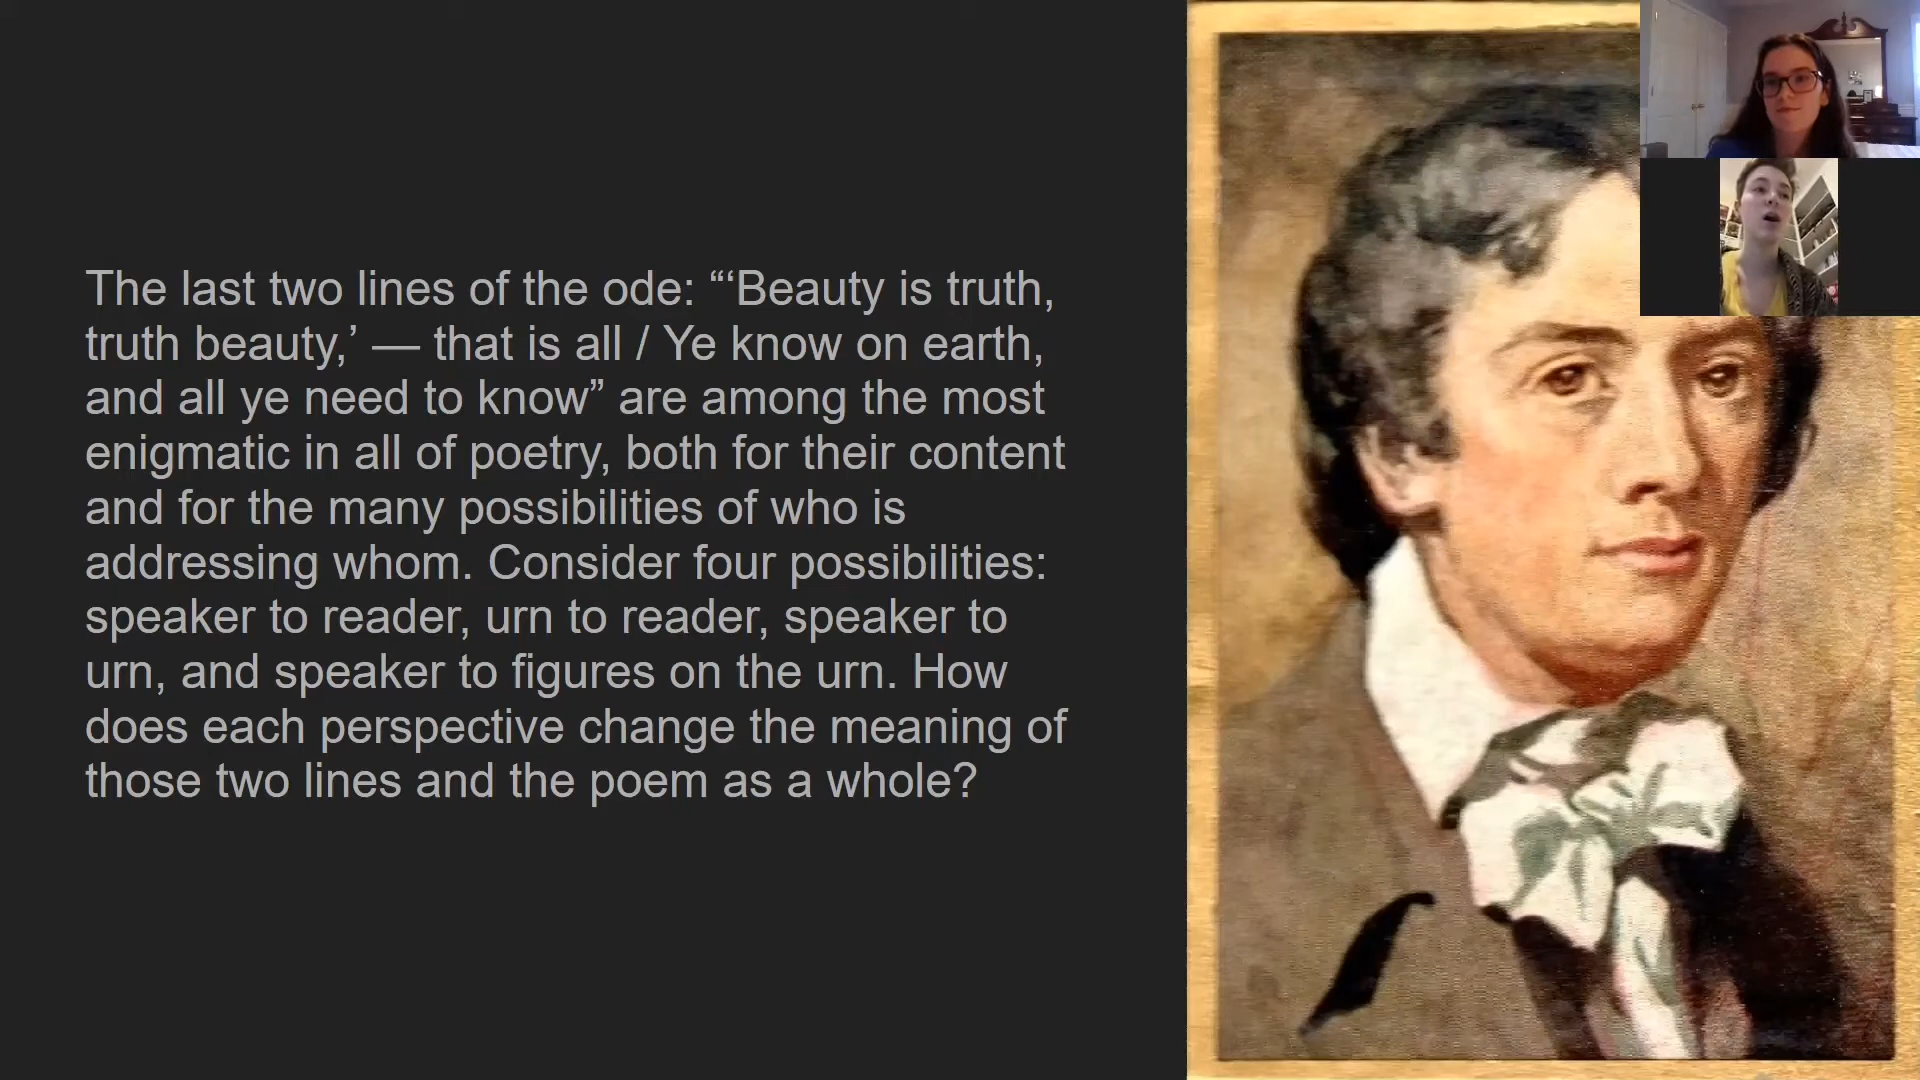 The last two lines of the ode: “‘Beauty is truth,
truth beauty,’ — that is all / Ye know on earth,
and all ye need to know” are among the most
enigmatic in all of poetry, both for their content
and for the many possibilities of who is
addressing whom. Consider four possibilities:
speaker to reader, urn to reader, speaker to
urn, and speaker to figures on the urn. How
does each perspective change the meaning of
those two lines and the poem as a whole?